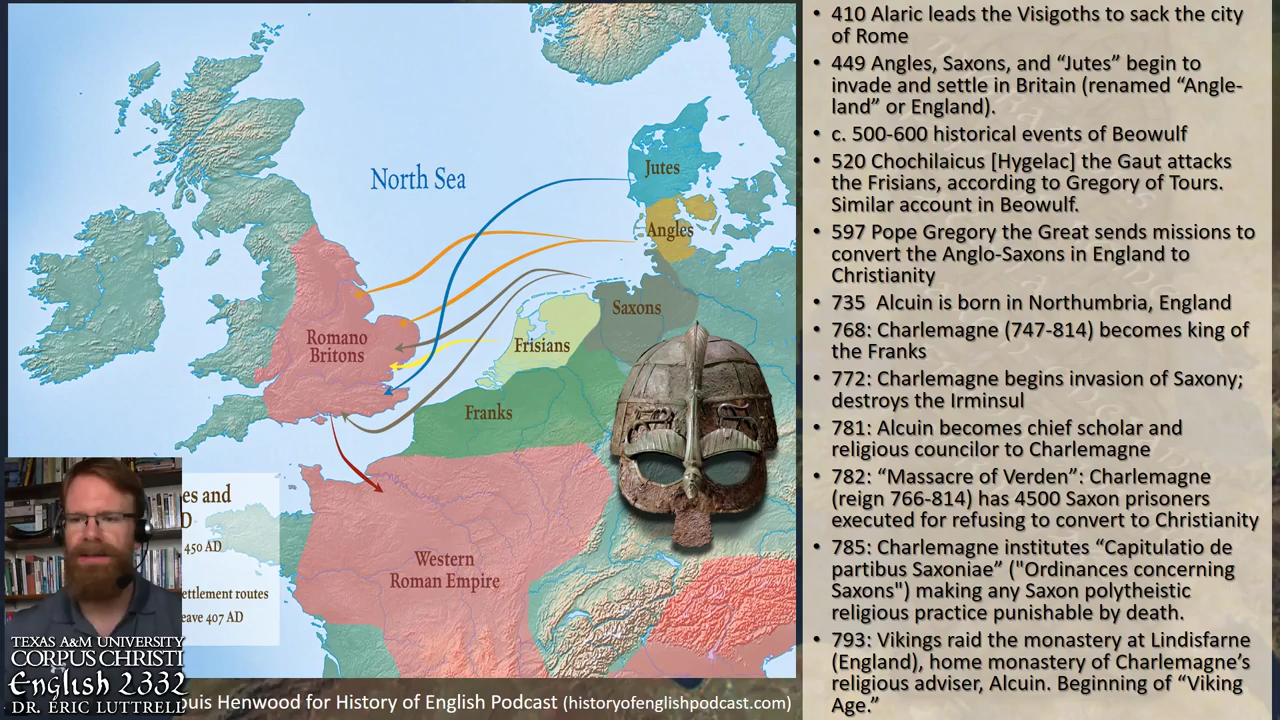 North Sea
Jutes
Angles
Saxons
Frisians
Romano
Britons
Franks
Western
Roman Empire
es and
D
450 AD
ettlement routes
eave 407 AD
TEXAS A&M UNIVERSITY
CORPUS CHRISTI
English 2332
DR. ERIC LUTTRELL
ouis Henwood for History of English Podcast (historyofenglishpodcast.com)
• 410 Alaric leads the Visigoths to sack the city
of Rome
• 449 Angles, Saxons, and “Jutes” begin to
invade and settle in Britain (renamed “Angle-
land” or England).
• c. 500-600 historical events of Beowulf
• 520 Chochilaicus [Hygelac] the Gaut attacks
the Frisians, according to Gregory of Tours.
Similar account in Beowulf.
• 597 Pope Gregory the Great sends missions to
convert the Anglo-Saxons in England to
Christianity
• 735 Alcuin is born in Northumbria, England
• 768: Charlemagne (747-814) becomes king of
the Franks
• 772: Charlemagne begins invasion of Saxony;
destroys the Irminsul
• 781: Alcuin becomes chief scholar and
religious councilor to Charlemagne
• 782: “Massacre of Verden”: Charlemagne
(reign 766-814) has 4500 Saxon prisoners
executed for refusing to convert to Christianity
• 785: Charlemagne institutes “Capitulatio de
partibus Saxoniae” ("Ordinances concerning
Saxons") making any Saxon polytheistic
religious practice punishable by death.
• 793: Vikings raid the monastery at Lindisfarne
(England), home monastery of Charlemagne’s
religious adviser, Alcuin. Beginning of “Viking
Age.”